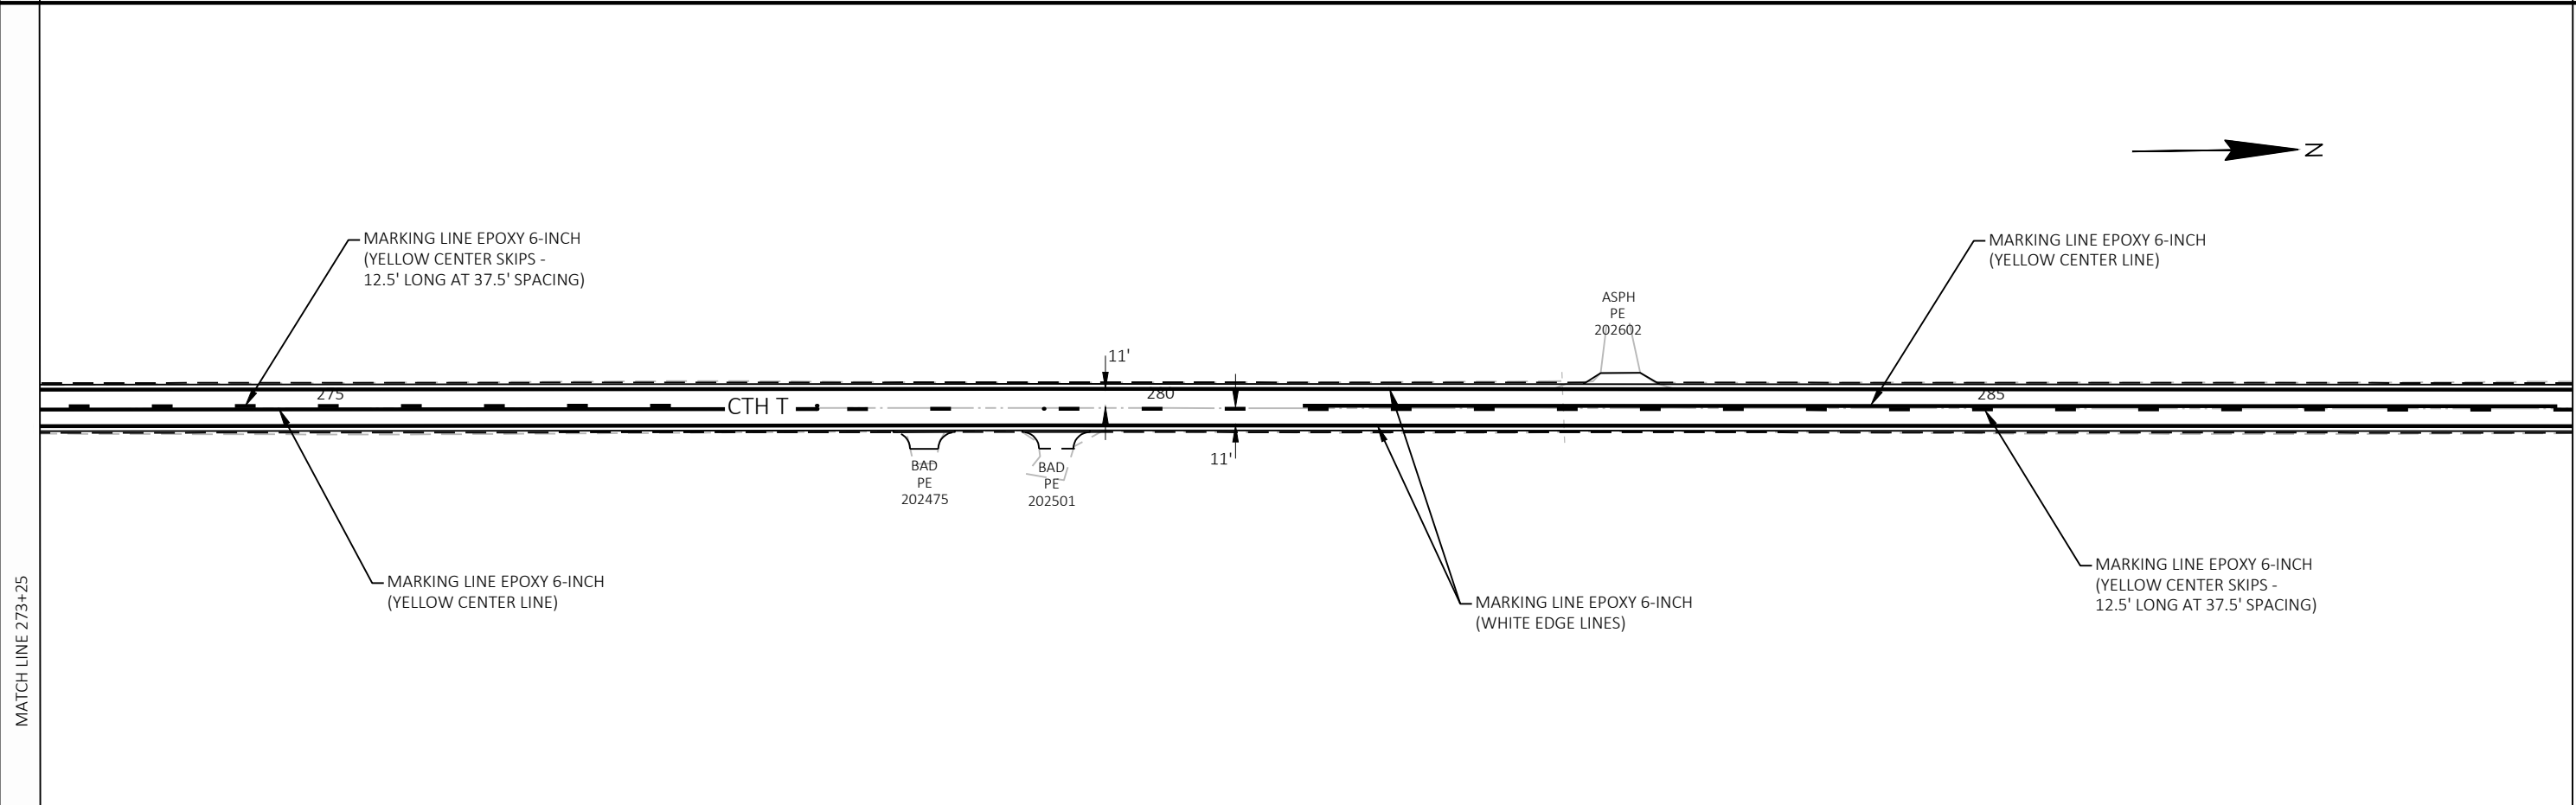 N
MARKING LINE EPOXY 6-INCH
(YELLOW CENTER SKIPS -
12.5' LONG AT 37.5' SPACING)
MARKING LINE EPOXY 6-INCH
(YELLOW CENTER LINE)
ASPH
PE
202602
11'
275
280
285
CTH T
11'
BAD
PE
202475
BAD
PE
202501
MARKING LINE EPOXY 6-INCH
(YELLOW CENTER LINE)
MARKING LINE EPOXY 6-INCH
(WHITE EDGE LINES)
MARKING LINE EPOXY 6-INCH
(YELLOW CENTER SKIPS -
12.5' LONG AT 37.5' SPACING)
MATCH LINE 273+25